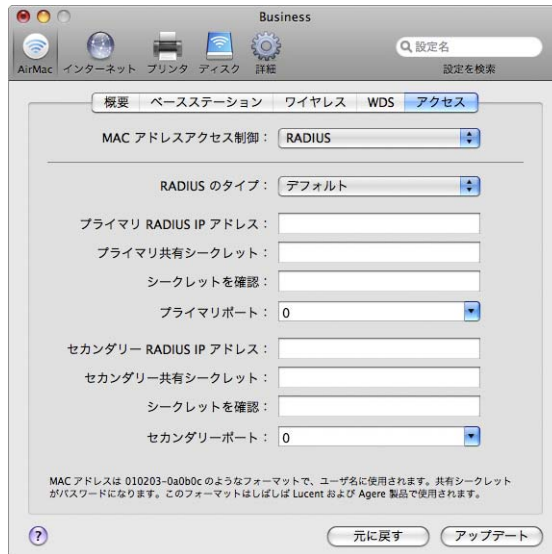 Business
AirMac インターネット プリンタ ディスク 詳細
設定名
設定を検索
概要 ベースステーション ワイヤレス WDS アクセス
MAC アドレスアクセス制御： RADIUS
RADIUS のタイプ： デフォルト
プライマリ RADIUS IP アドレス：
プライマリ共有シークレット：
シークレットを確認：
プライマリポート： 0
セカンダリー RADIUS IP アドレス：
セカンダリー共有シークレット：
シークレットを確認：
セカンダリーポート： 0
MAC アドレスは 010203-0a0b0c のようなフォーマットで、ユーザ名に使用されます。共有シークレット
がパスワードになります。このフォーマットはしばしば Lucent および Agere 製品で使用されます。
? 元に戻す アップデート